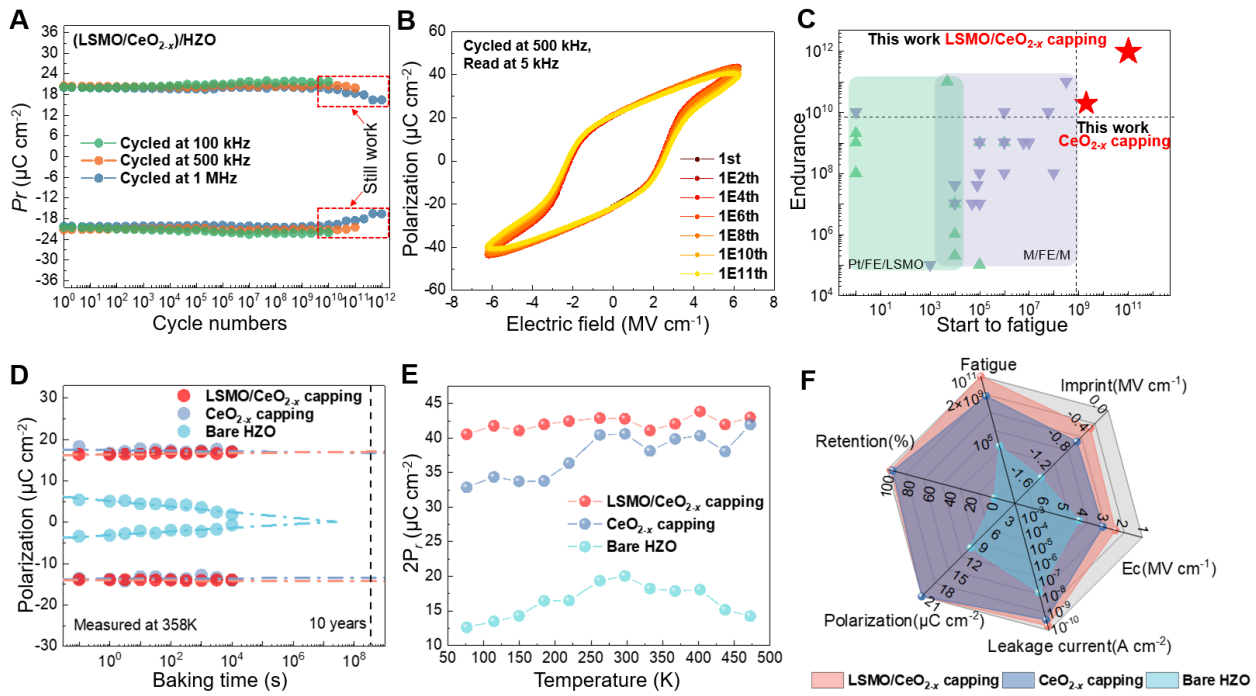 A
(LSMO/CeO2-x)/HZO
Pr (µC cm-2)
30
24
18
12
6
0
-6
-12
-18
-24
-30
Cycled at 100 kHz
Cycled at 500 kHz
Cycled at 1 MHz
Still work
10^0 10^1 10^2 10^3 10^4 10^5 10^6 10^7 10^8 10^9 10^10 10^11 10^12
Cycle numbers
B
Cycled at 500 kHz,
Read at 5 kHz
Polarization (µC cm-2)
60
40
20
0
-20
-40
-60
1st
1E2th
1E4th
1E6th
1E8th
1E10th
1E11th
-6 -4 -2 0 2 4 6
Electric field (MV cm-1)
C
This work LSMO/CeO2-x capping
This work
CeO2-x capping
Endurance
10^12
10^10
10^8
10^6
10^4
Pt/FE/LSMO
M/FE/M
10^1 10^3 10^5 10^7 10^9 10^11
Start to fatigue
D
LSMO/CeO2-x capping
CeO2-x capping
Bare HZO
Polarization (µC cm-2)
30
20
10
0
-10
-20
-30
Measured at 358K
10 years
10^0 10^2 10^4 10^6 10^8
Baking time (s)
E
2Pr (µC cm-2)
45
40
35
30
25
20
15
10
LSMO/CeO2-x capping
CeO2-x capping
Bare HZO
50 100 150 200 250 300 350 400 450 500
Temperature (K)
F
Fatigue
10^11
2×10^9
10^5
Imprint(MV cm-1)
0.0
-0.4
-0.8
-1.2
-1.6
Ec(MV cm-1)
6 5 4 3 2 1
Leakage current(A cm-2)
10^-3
10^-4
10^-5
10^-6
10^-7
10^-8
10^-9
10^-10
Polarization(µC cm-2)
3
6
9
12
15
18
21
Retention(%)
100 80 60 40 20 0
LSMO/CeO2-x capping
CeO2-x capping
Bare HZO